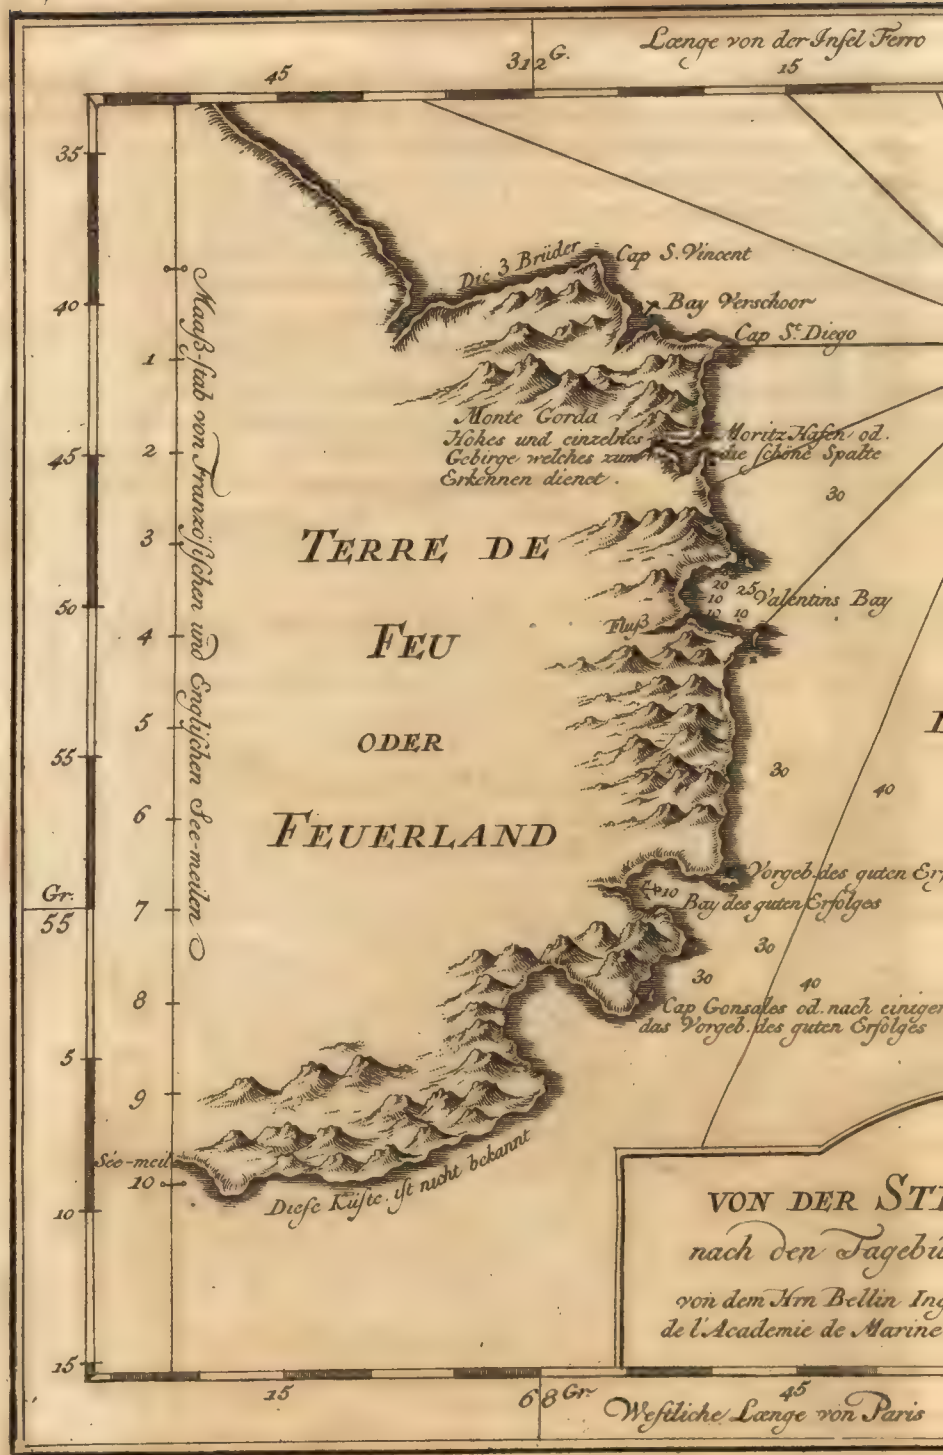 Længe von der Insel Ferro
45
312 G.
15
35
40
45
50
55
Gr.
55
5
10
15
Maaß-stab von Französischen und Englischen See-meilen
1
2
3
4
5
6
7
8
9
See-meil
10
Die 3 Brüder
Cap S. Vincent
Bay Verschoor
Cap St. Diego
Monte Gorda
Hohes und einzelnes
Gebirge welches zum
Erkennen dienet.
Moritz Hafen od.
die schöne Spalte
30
TERRE DE
FEU
ODER
FEUERLAND
20 25
10
10 10
Valentins Bay
Fluß
30
40
Vorgeb. des guten Erf
10
Bay des guten Erfolges
30
30
40
Cap Gonsales od. nach einigen
das Vorgeb. des guten Erfolges
Diese Küste ist nicht bekannt
VON DER STR
nach den Tagebü
von dem Hrn Bellin Ing
de l'Academie de Marine
15
68 Gr.
45
Westliche Længe von Paris